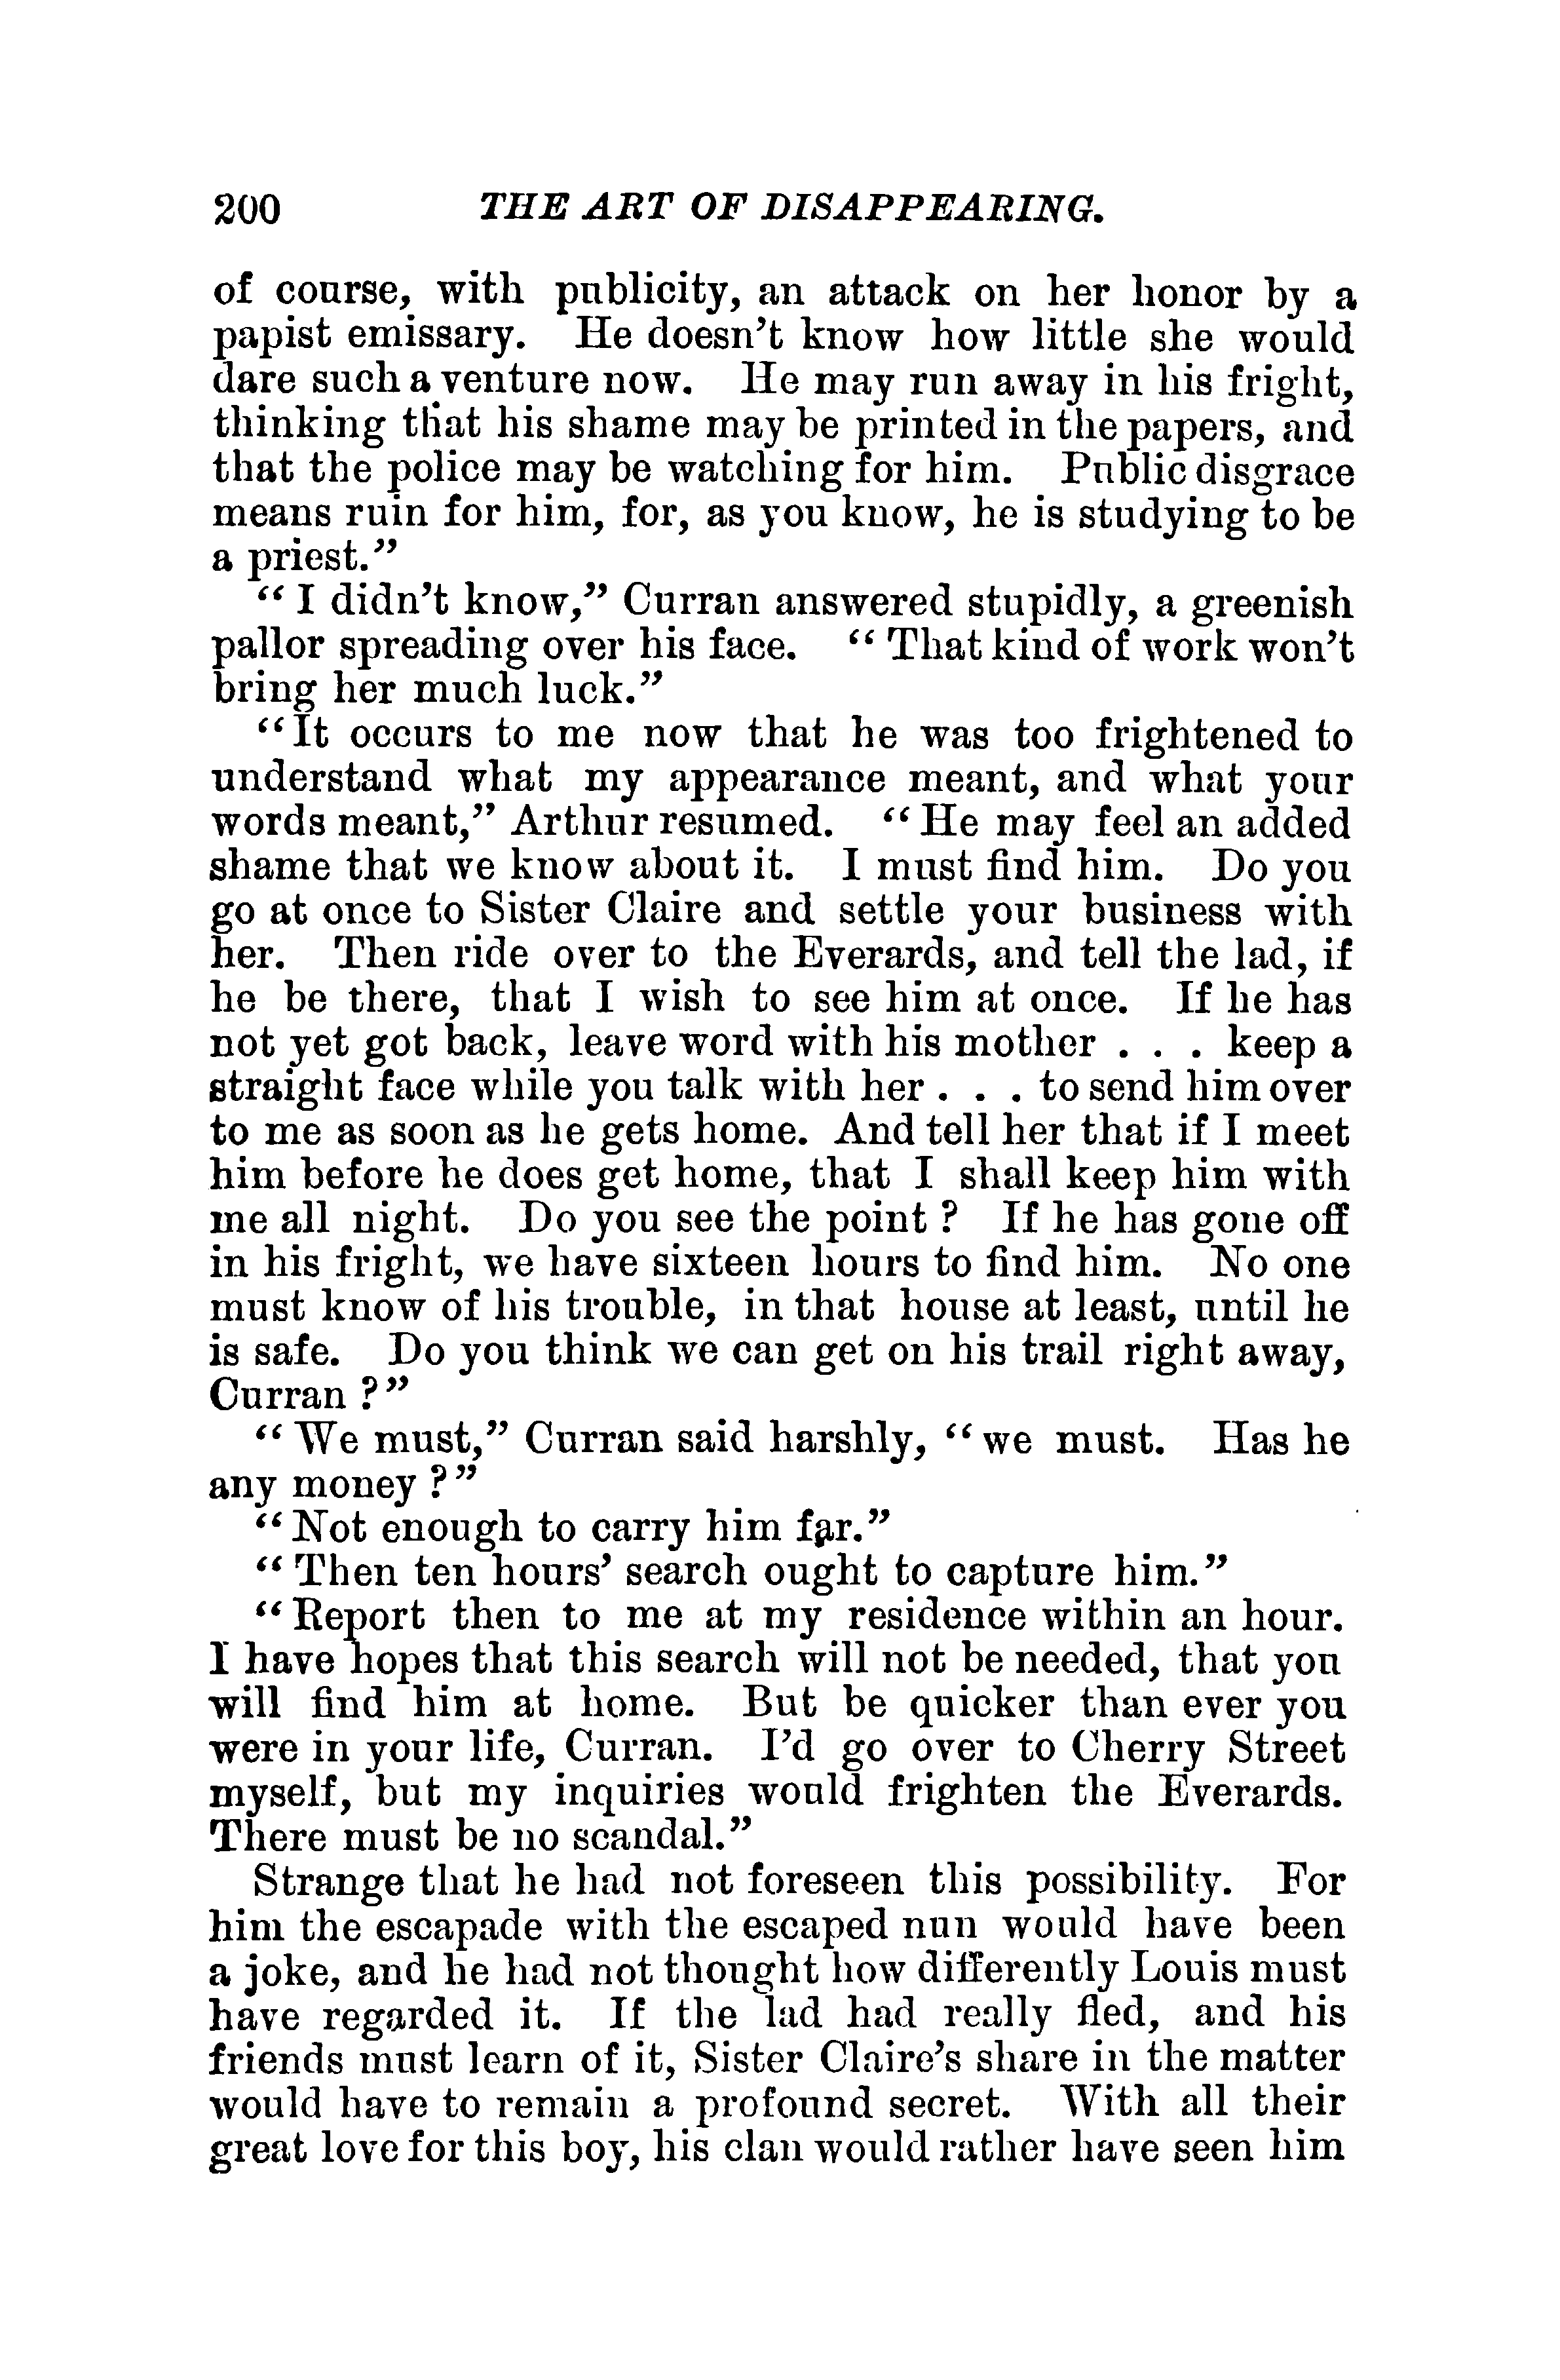 200 THE ART OF DISAPPEARING.
of course, with publicity, an attack on her honor by a
papist emissary. He doesn't know how little she would
dare such a venture now. He may run away in his fright,
thinking that his shame may be printed in the papers, and
that the police may be watching for him. Public disgrace
means ruin for him, for, as you know, he is studying to be
a priest."
"I didn't know," Curran answered stupidly, a greenish
pallor spreading over his face. "That kind of work won't
bring her much luck."
"It occurs to me now that he was too frightened to
understand what my appearance meant, and what your
words meant," Arthur resumed. "He may feel an added
shame that we know about it. I must find him. Do you
go at once to Sister Claire and settle your business with
her. Then ride over to the Everards, and tell the lad, if
he be there, that I wish to see him at once. If he has
not yet got back, leave word with his mother . . . keep a
straight face while you talk with her . . . to send him over
to me as soon as he gets home. And tell her that if I meet
him before he does get home, that I shall keep him with
me all night. Do you see the point ? If he has gone off
in his fright, we have sixteen hours to find him. No one
must know of his trouble, in that house at least, until he
is safe. Do you think we can get on his trail right away,
Curran ?"
"We must," Curran said harshly, "we must. Has he
any money ?"
"Not enough to carry him far."
"Then ten hours' search ought to capture him."
"Report then to me at my residence within an hour.
I have hopes that this search will not be needed, that you
will find him at home. But be quicker than ever you
were in your life, Curran. I'd go over to Cherry Street
myself, but my inquiries would frighten the Everards.
There must be no scandal."
Strange that he had not foreseen this possibility. For
him the escapade with the escaped nun would have been
a joke, and he had not thought how differently Louis must
have regarded it. If the lad had really fled, and his
friends must learn of it, Sister Claire's share in the matter
would have to remain a profound secret. With all their
great love for this boy, his clan would rather have seen him